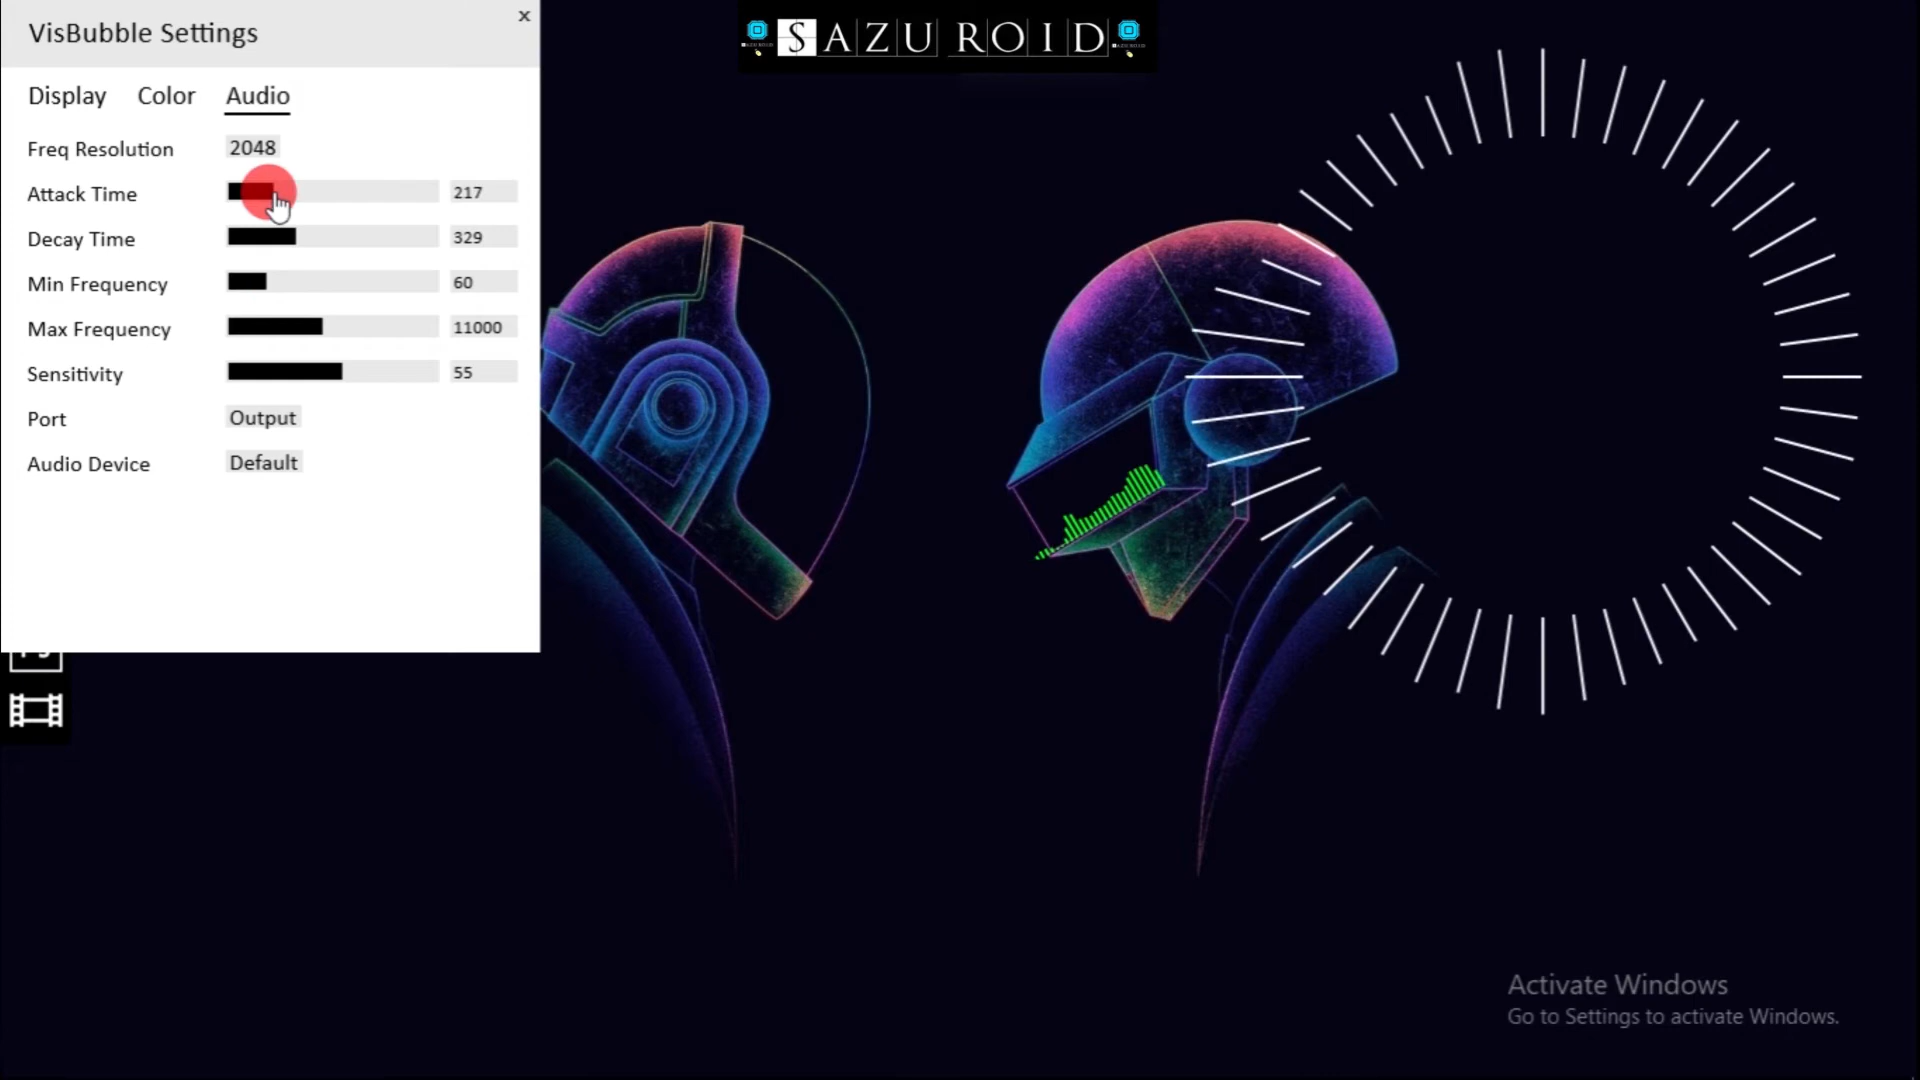 VisBubble Settings
x
SAZU ROID
Display Color Audio
Freq Resolution 2048
Attack Time 217
Decay Time 329
Min Frequency 60
Max Frequency 11000
Sensitivity 55
Port Output
Audio Device Default
Activate Windows
Go to Settings to activate Windows.